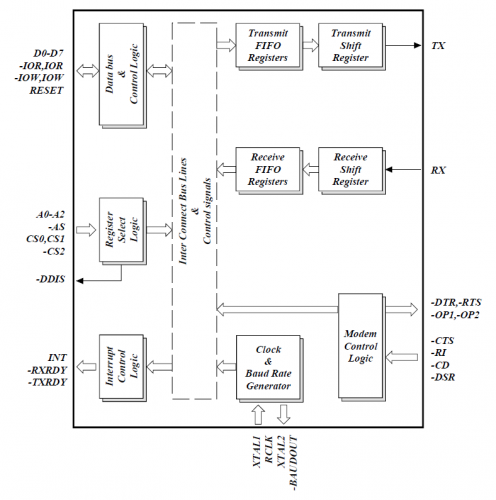 D0-D7
-IOR,IOR
-IOW,IOW
RESET
Data bus
&
Control Logic
Transmit
FIFO
Registers
Transmit
Shift
Register
TX
Receive
FIFO
Registers
Receive
Shift
Register
RX
Inter Connect Bus Lines
&
Control signals
A0-A2
-AS
CS0,CS1
-CS2
Register
Select
Logic
-DDIS
-DTR,-RTS
-OP1,-OP2
Modem
Control
Logic
-CTS
-RI
-CD
-DSR
INT
-RXRDY
-TXRDY
Interrupt
Control
Logic
Clock
&
Baud Rate
Generator
XTAL1
RCLK
XTAL2
-BAUDOUT